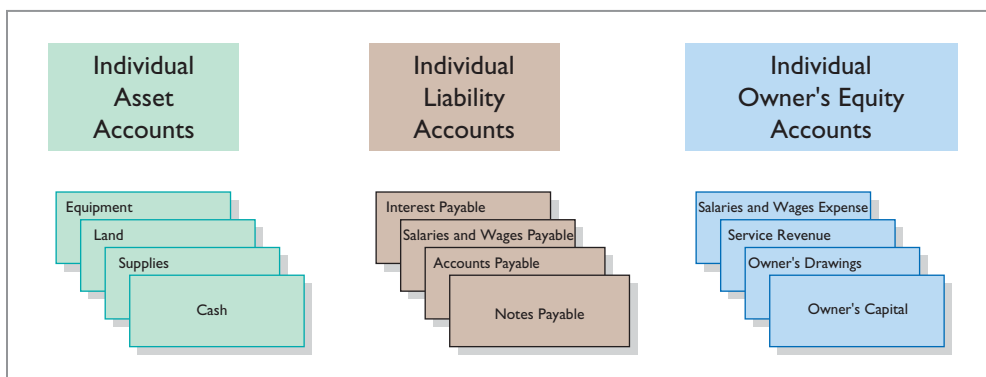 Individual
Asset
Accounts
Individual
Liability
Accounts
Individual
Owner's Equity
Accounts
Equipment
Land
Supplies
Cash
Interest Payable
Salaries and Wages Payable
Accounts Payable
Notes Payable
Salaries and Wages Expense
Service Revenue
Owner's Drawings
Owner's Capital